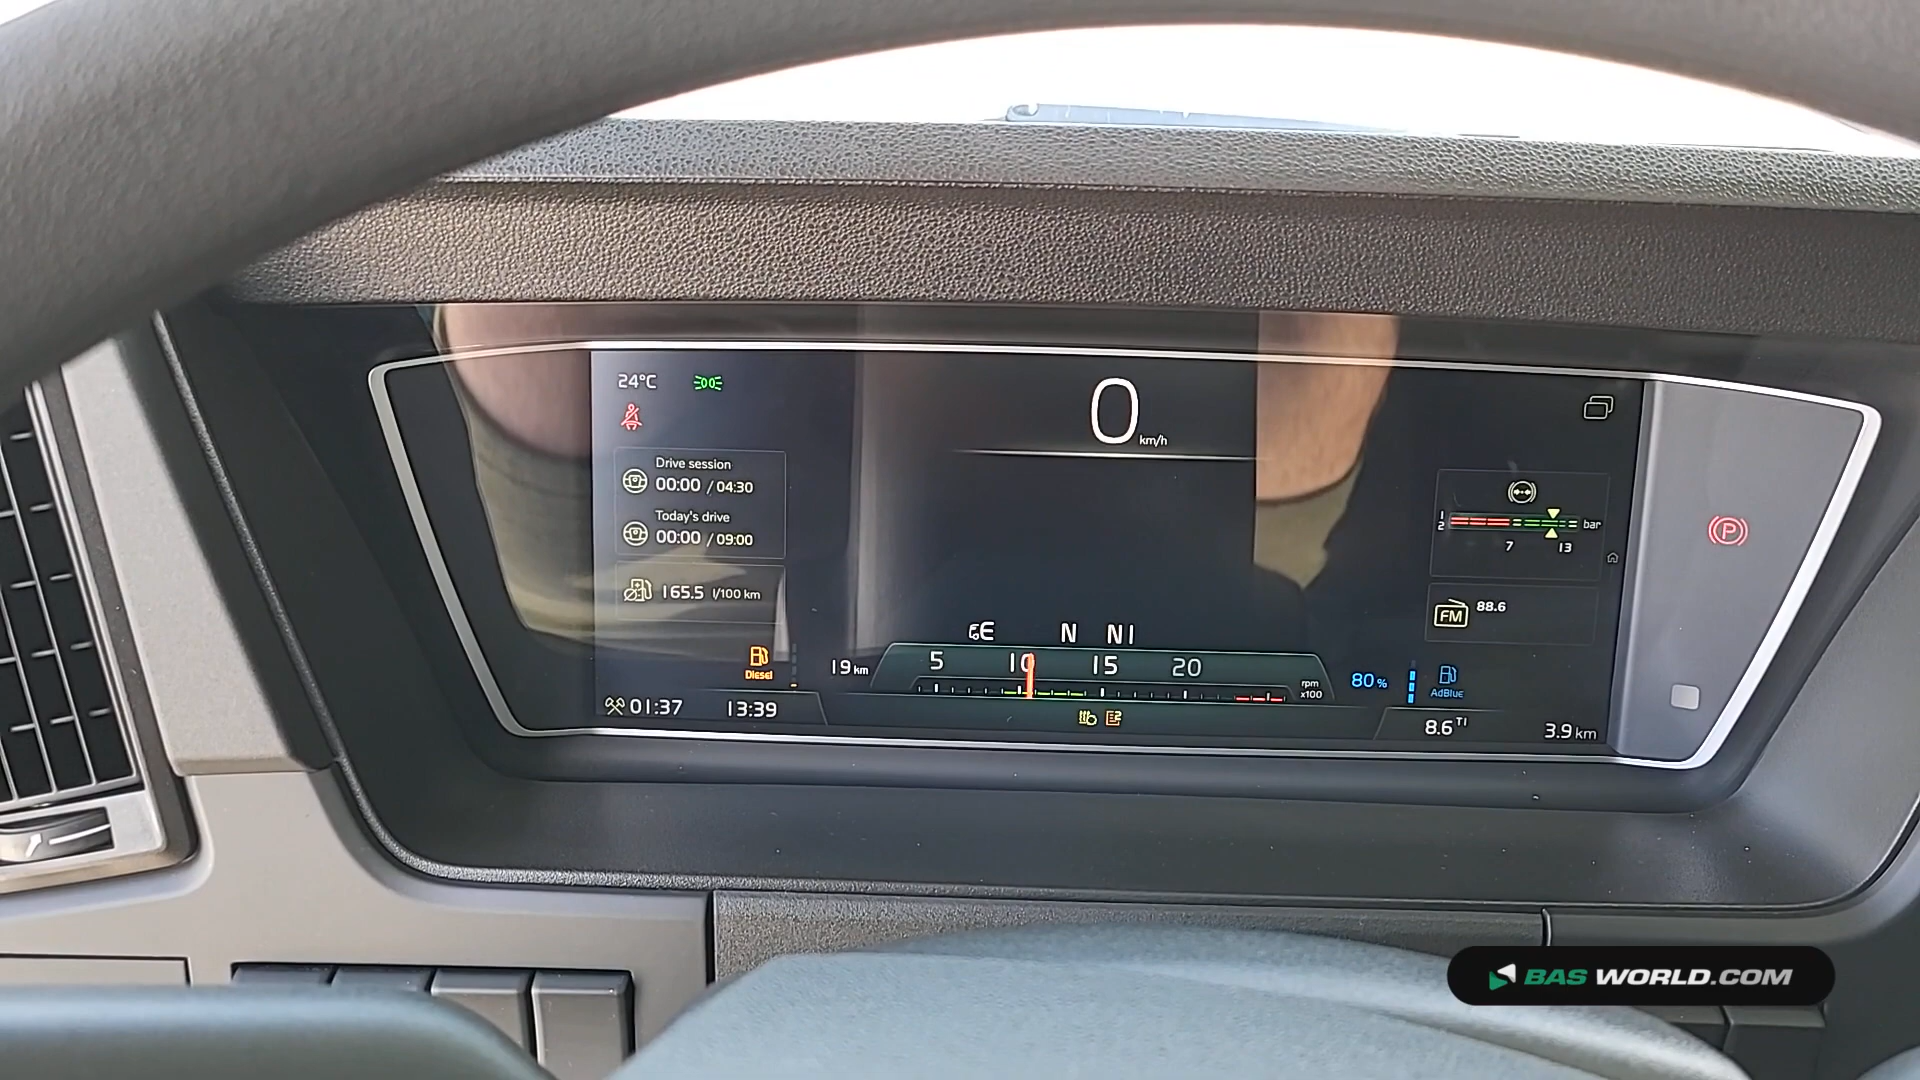 24°C
0 km/h
Drive session
00:00 / 04:30
Today's drive
00:00 / 09:00
165.5 l/100 km
1
2
bar
7 13
FM 88.6
P
E N N1
Diesel
19 km
5 10 15 20
rpm
x100
80 %
AdBlue
01:37 13:39
8.6 T1
3.9 km
BAS WORLD.COM